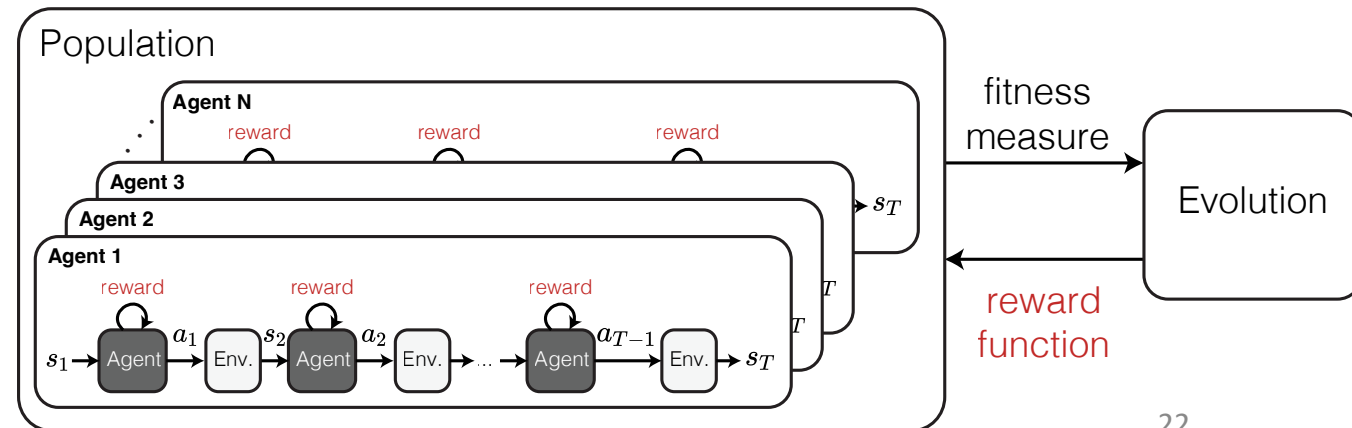 Population
Agent N
reward reward reward
s_T
Agent 3
Agent 2
T
Agent 1
T
reward reward reward
s_1 Agent a_1 Env. s_2 Agent a_2 Env. ... Agent a_{T-1} Env. s_T
fitness
measure
Evolution
reward
function
22